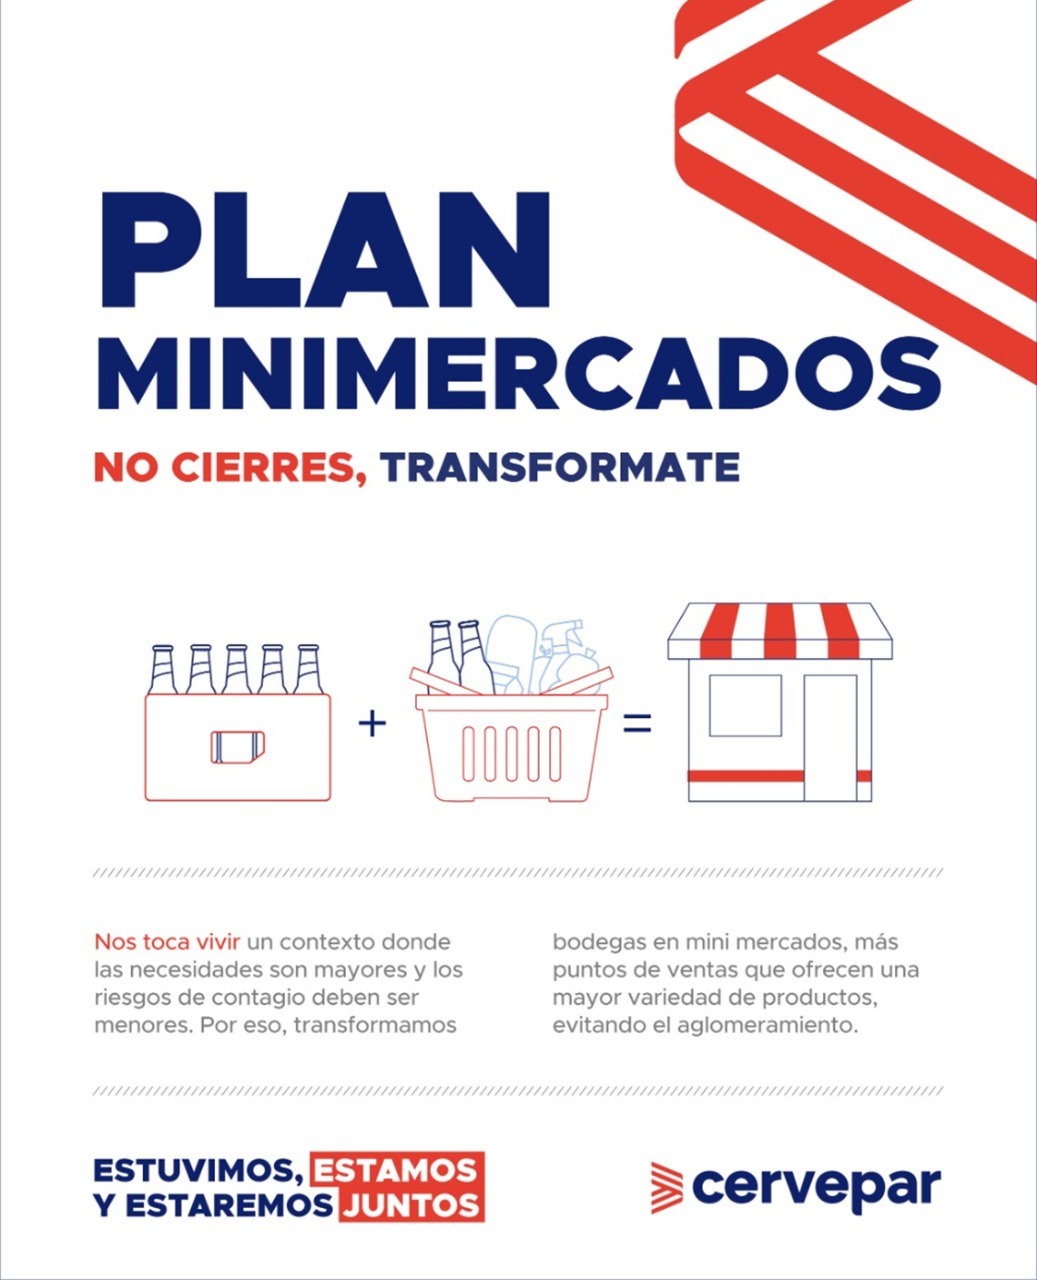 PLAN
MINIMERCADOS
NO CIERRES, TRANSFORMATE
+
=
Nos toca vivir un contexto donde
las necesidades son mayores y los
riesgos de contagio deben ser
menores. Por eso, transformamos
bodegas en mini mercados, más
puntos de ventas que ofrecen una
mayor variedad de productos,
evitando el aglomeramiento.
ESTUVIMOS, ESTAMOS
Y ESTAREMOS JUNTOS
cervepar